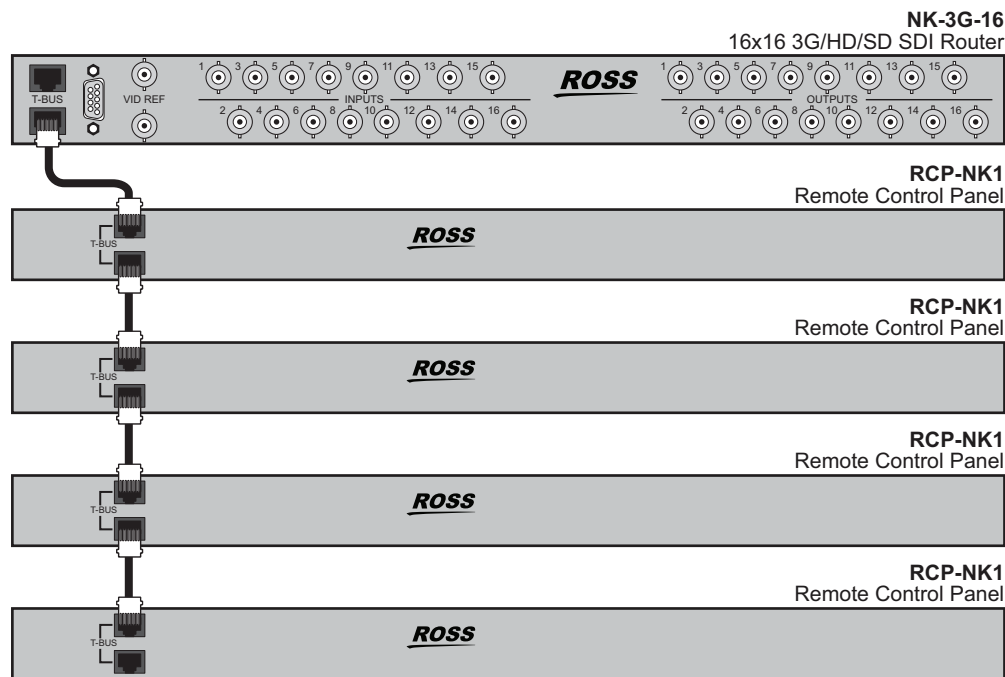 NK-3G-16
16x16 3G/HD/SD SDI Router
T-BUS
VID REF
1 3 5 7 9 11 13 15
INPUTS
2 4 6 8 10 12 14 16
ROSS
1 3 5 7 9 11 13 15
OUTPUTS
2 4 6 8 10 12 14 16
RCP-NK1
Remote Control Panel
T-BUS
ROSS
RCP-NK1
Remote Control Panel
T-BUS
ROSS
RCP-NK1
Remote Control Panel
T-BUS
ROSS
RCP-NK1
Remote Control Panel
T-BUS
ROSS